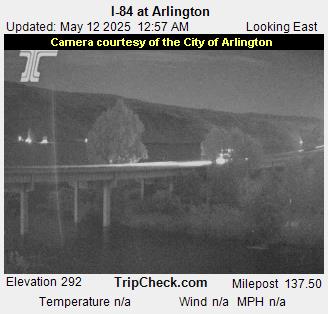 I-84 at Arlington
Updated: May 12 2025 12:57 AM Looking East
Camera courtesy of the City of Arlington
Elevation 292 TripCheck.com Milepost 137.50
Temperature n/a Wind n/a MPH n/a